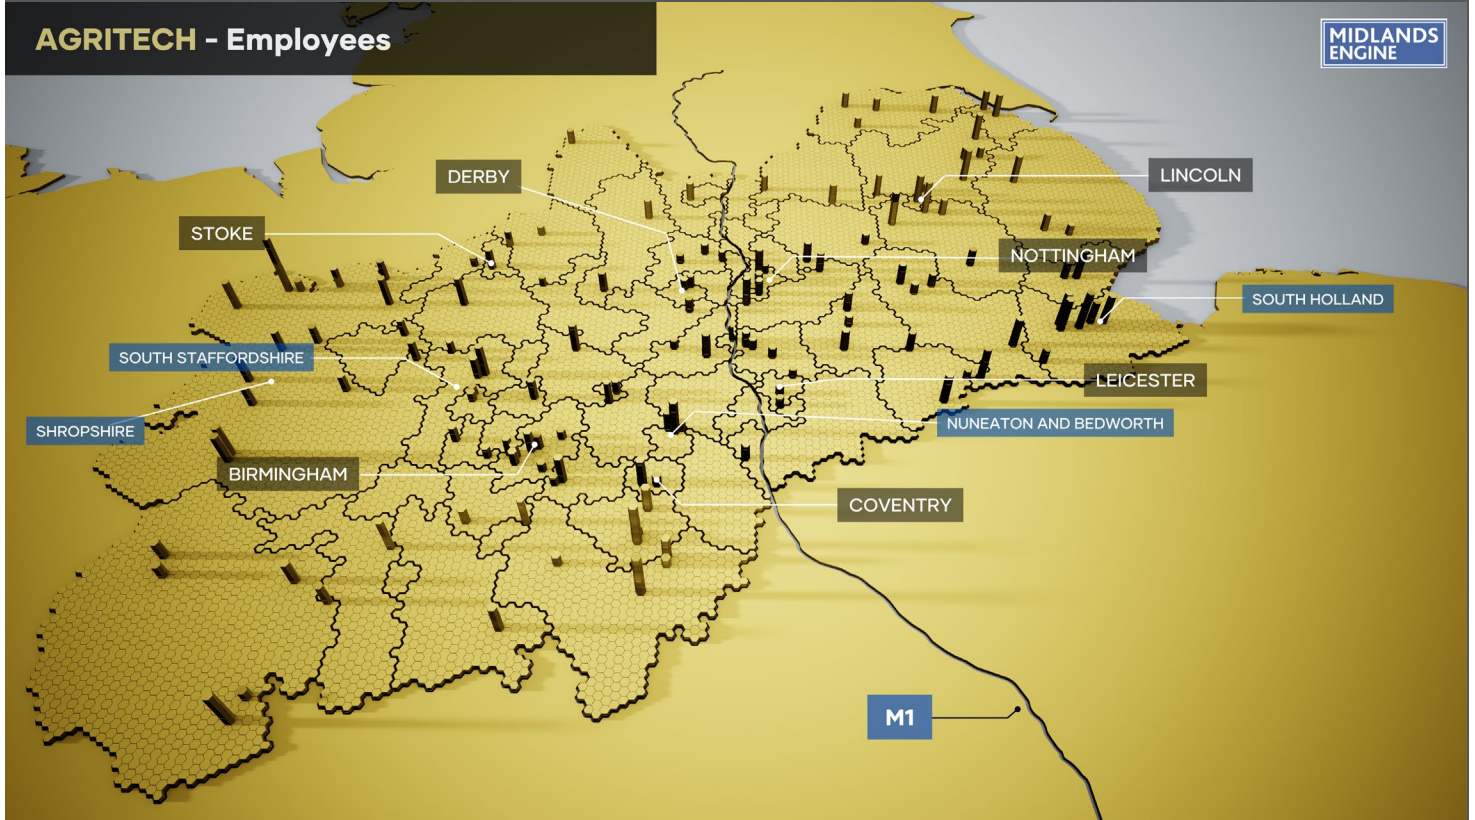 AGRITECH - Employees
MIDLANDS
ENGINE
DERBY
LINCOLN
STOKE
NOTTINGHAM
SOUTH HOLLAND
SOUTH STAFFORDSHIRE
LEICESTER
SHROPSHIRE
NUNEATON AND BEDWORTH
BIRMINGHAM
COVENTRY
M1